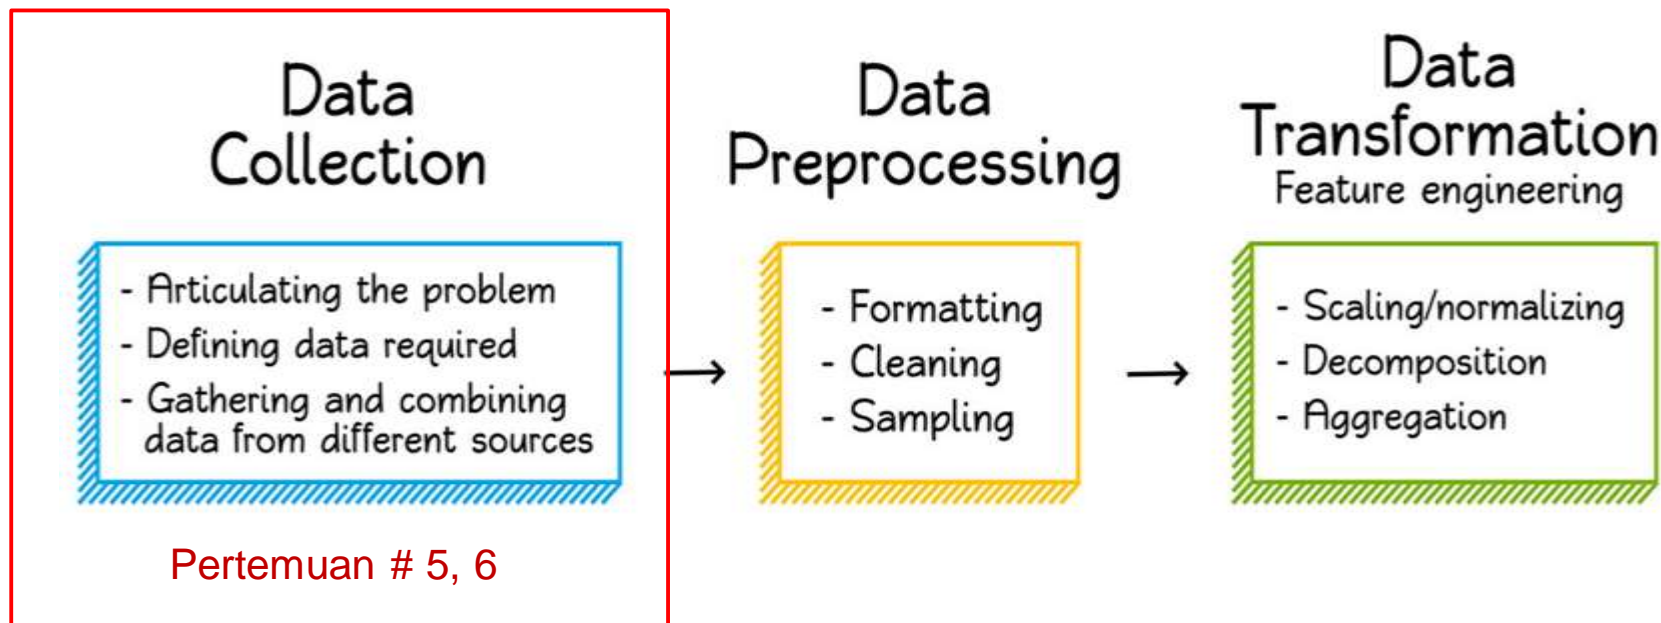 Data
Collection
- Articulating the problem
- Defining data required
- Gathering and combining
data from different sources
Pertemuan # 5, 6
Data
Preprocessing
- Formatting
- Cleaning
- Sampling
Data
Transformation
Feature engineering
- Scaling/normalizing
- Decomposition
- Aggregation